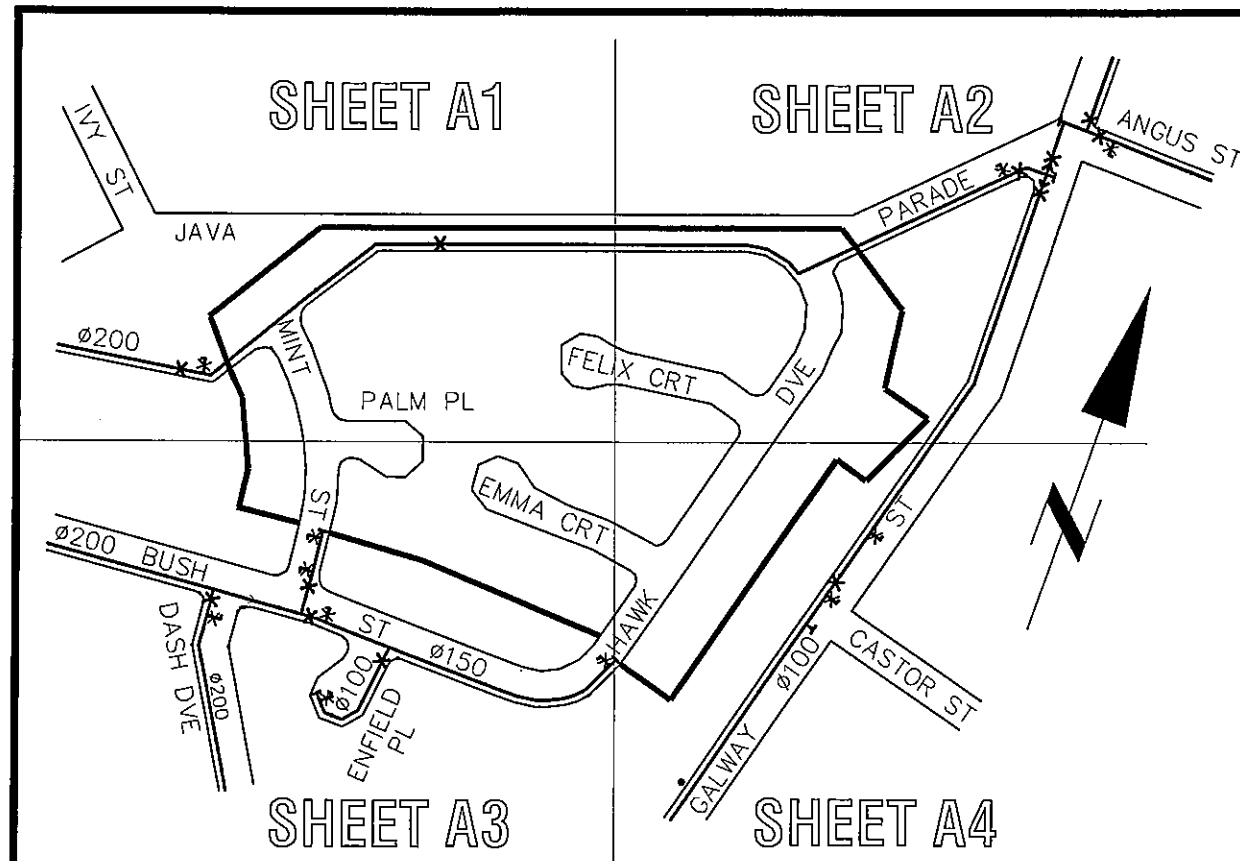 SHEET A1
SHEET A2
IVY ST
ANGUS ST
JAVA
PARADE
ø200
MINT
FELIX CRT
DVE
PALM PL
EMMA CRT
ST
ST
ø200 BUSH
ST
HAWK
DASH DVE
ø200
ø100
ø150
ENFIELD
PL
ø100
CASTOR ST
GALWAY
N
SHEET A3
SHEET A4